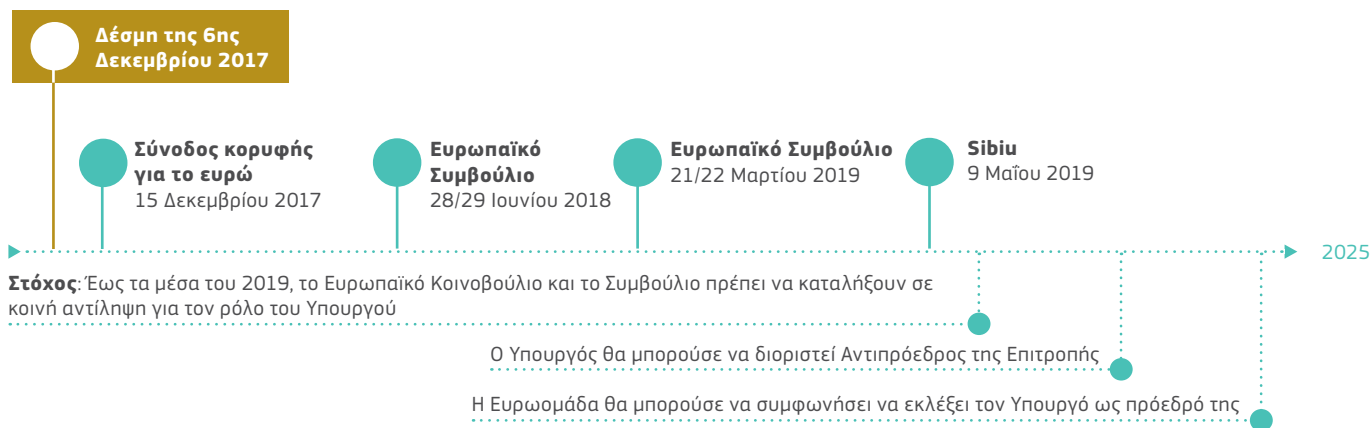 Δέσμη της 6ης
Δεκεμβρίου 2017
Σύνοδος κορυφής
για το ευρώ
15 Δεκεμβρίου 2017
Ευρωπαϊκό
Συμβούλιο
28/29 Ιουνίου 2018
Ευρωπαϊκό Συμβούλιο
21/22 Μαρτίου 2019
Sibiu
9 Μαΐου 2019
2025
Στόχος: Έως τα μέσα του 2019, το Ευρωπαϊκό Κοινοβούλιο και το Συμβούλιο πρέπει να καταλήξουν σε
κοινή αντίληψη για τον ρόλο του Υπουργού
Ο Υπουργός θα μπορούσε να διοριστεί Αντιπρόεδρος της Επιτροπής
Η Ευρωομάδα θα μπορούσε να συμφωνήσει να εκλέξει τον Υπουργό ως πρόεδρό της